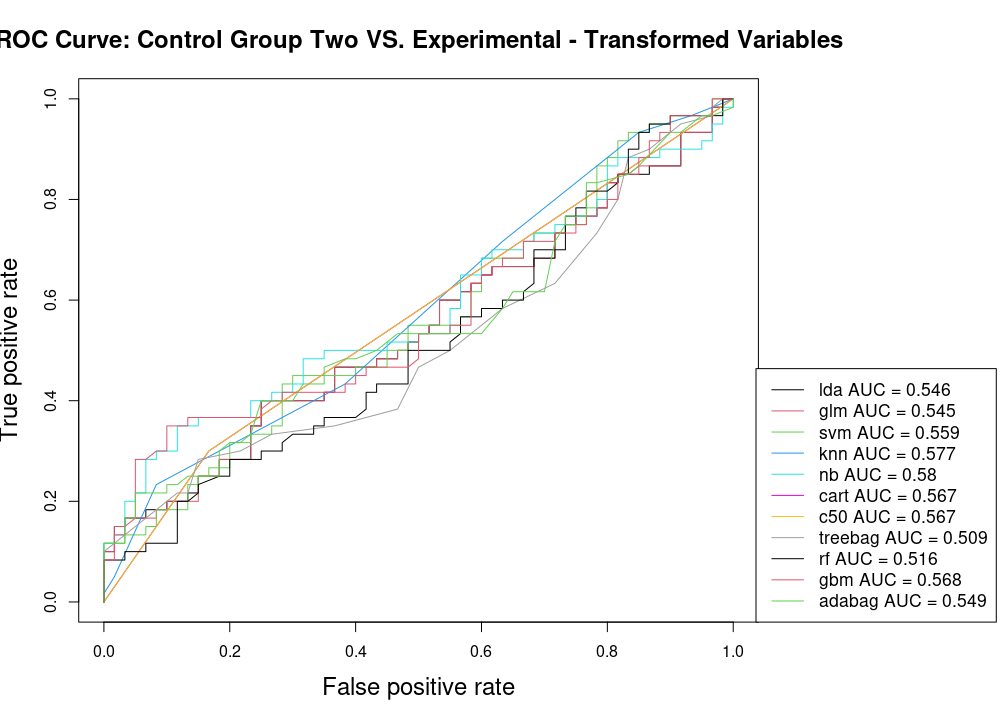 ROC Curve: Control Group Two VS. Experimental - Transformed Variables
True positive rate
1.0
0.8
0.6
0.4
0.2
0.0
0.0 0.2 0.4 0.6 0.8 1.0
False positive rate
lda AUC = 0.546
glm AUC = 0.545
svm AUC = 0.559
knn AUC = 0.577
nb AUC = 0.58
cart AUC = 0.567
c50 AUC = 0.567
treebag AUC = 0.509
rf AUC = 0.516
gbm AUC = 0.568
adabag AUC = 0.549